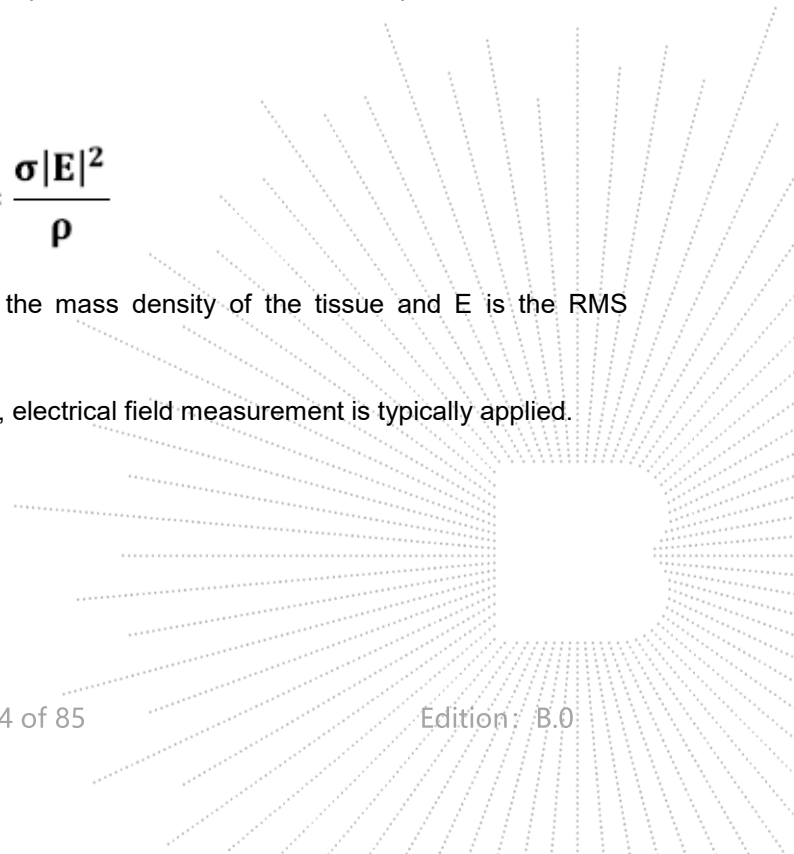 σ|E|²
ρ
the mass density of the tissue and E is the RMS
, electrical field measurement is typically applied.
4 of 85 Edition: B.0